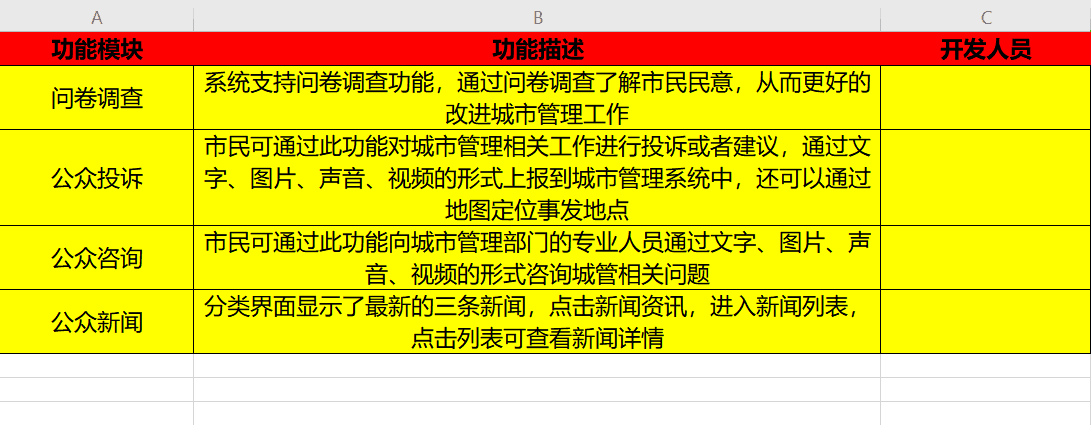 A B C
功能模块 功能描述 开发人员
问卷调查
系统支持问卷调查功能，通过问卷调查了解市民民意，从而更好的
改进城市管理工作
公众投诉
市民可通过此功能对城市管理相关工作进行投诉或者建议，通过文
字、图片、声音、视频的形式上报到城市管理系统中，还可以通过
地图定位事发地点
公众咨询
市民可通过此功能向城市管理部门的专业人员通过文字、图片、声
音、视频的形式咨询城管相关问题
公众新闻
分类界面显示了最新的三条新闻，点击新闻资讯，进入新闻列表，
点击列表可查看新闻详情